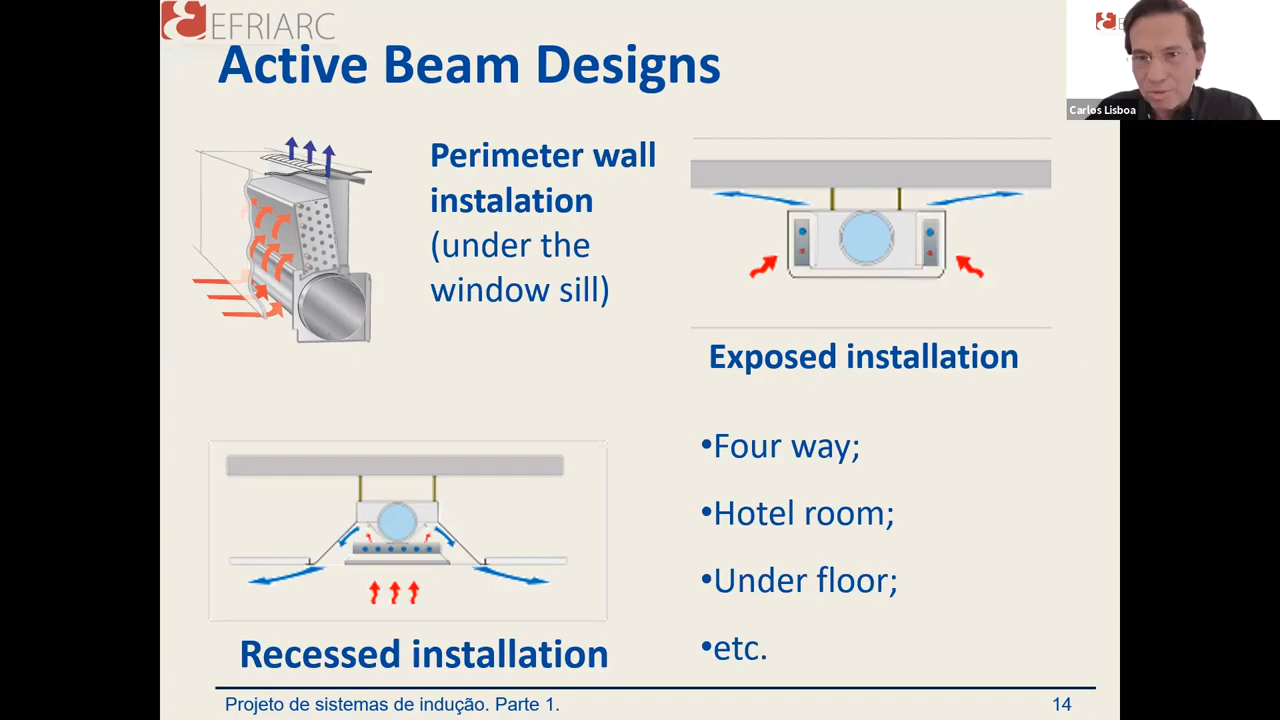 EFRIARC
Active Beam Designs
Carlos Lisboa
Perimeter wall
instalation
(under the
window sill)
Exposed installation
•Four way;
•Hotel room;
•Under floor;
•etc.
Recessed installation
Projeto de sistemas de indução. Parte 1.
14